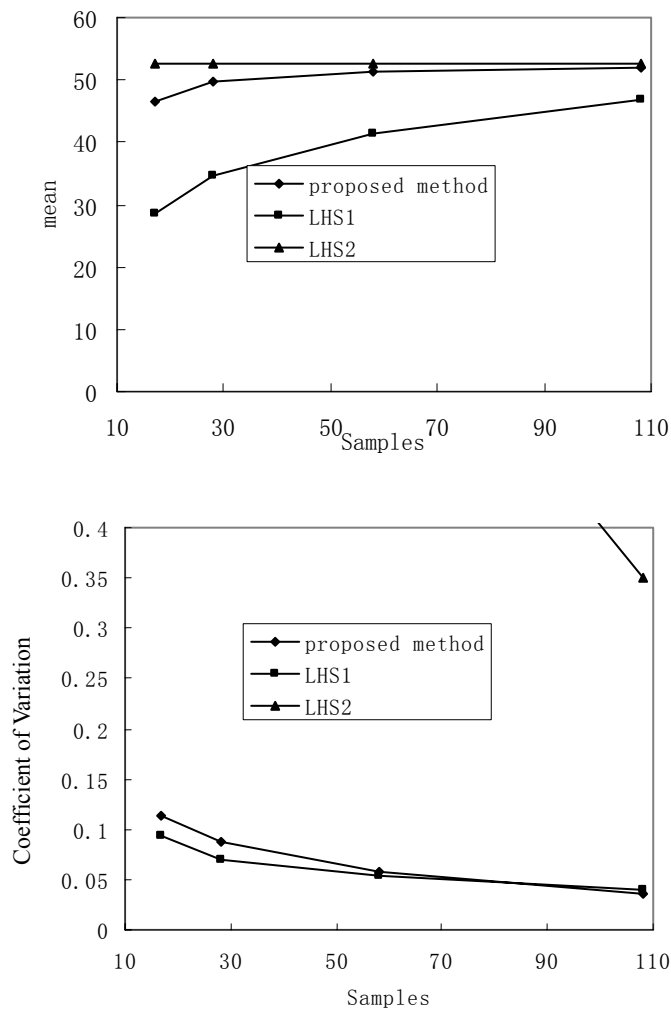 60
50
40
30
20
10
0
mean
proposed method
LHS1
LHS2
10 30 50 70 90 110
Samples
0.4
0.35
0.3
0.25
0.2
0.15
0.1
0.05
0
Coefficient of Variation
proposed method
LHS1
LHS2
10 30 50 70 90 110
Samples